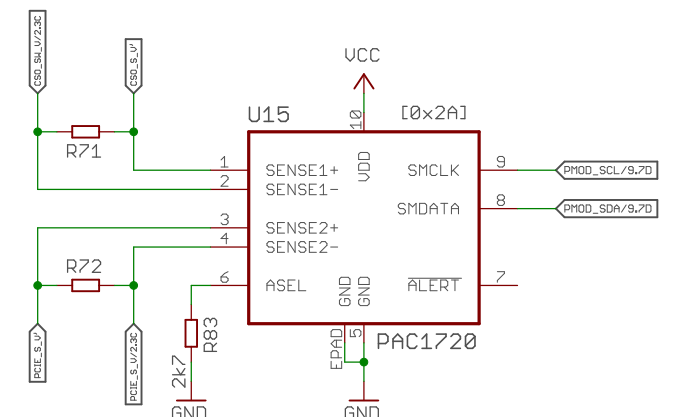 CSO_SW_V/2.3C
CSO_S_V'
VCC
U15
[0x2A]
10
R71
1
SENSE1+
2
SENSE1-
VDD
SMCLK
9
PMOD_SCL/9.7D
SMDATA
8
PMOD_SDA/9.7D
3
SENSE2+
4
SENSE2-
R72
6
ASEL
GND
GND
ALERT
7
R83
2k7
EPAD
5
PAC1720
PCIE_S_V'
PCIE_S_V/2.3C
GND
GND